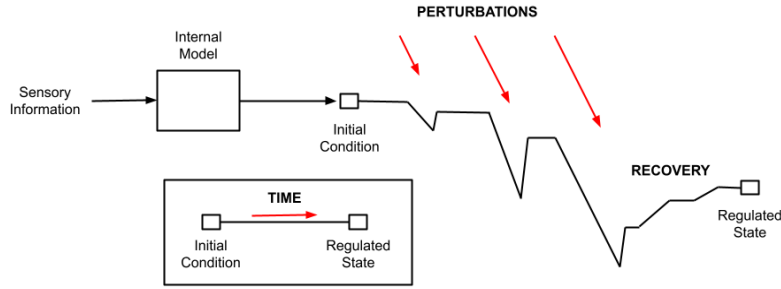 PERTURBATIONS
Internal
Model
Sensory
Information
Initial
Condition
RECOVERY
Regulated
State
TIME
Initial
Condition
Regulated
State